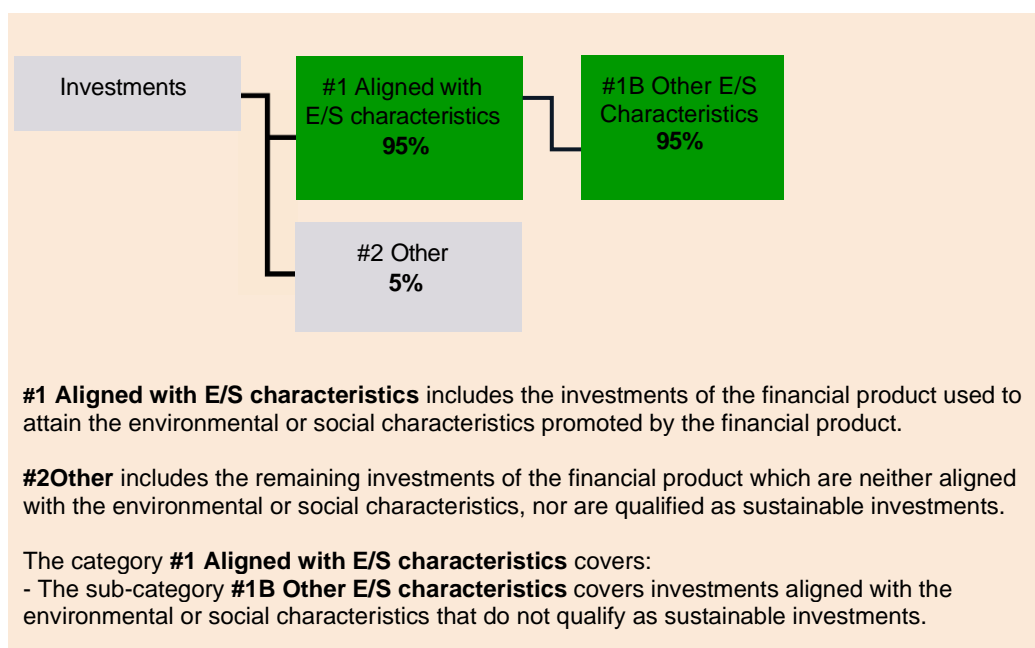 Investments
#1 Aligned with
E/S characteristics
95%
#1B Other E/S
Characteristics
95%
#2 Other
5%
#1 Aligned with E/S characteristics includes the investments of the financial product used to
attain the environmental or social characteristics promoted by the financial product.
#2Other includes the remaining investments of the financial product which are neither aligned
with the environmental or social characteristics, nor are qualified as sustainable investments.
The category #1 Aligned with E/S characteristics covers:
- The sub-category #1B Other E/S characteristics covers investments aligned with the
environmental or social characteristics that do not qualify as sustainable investments.